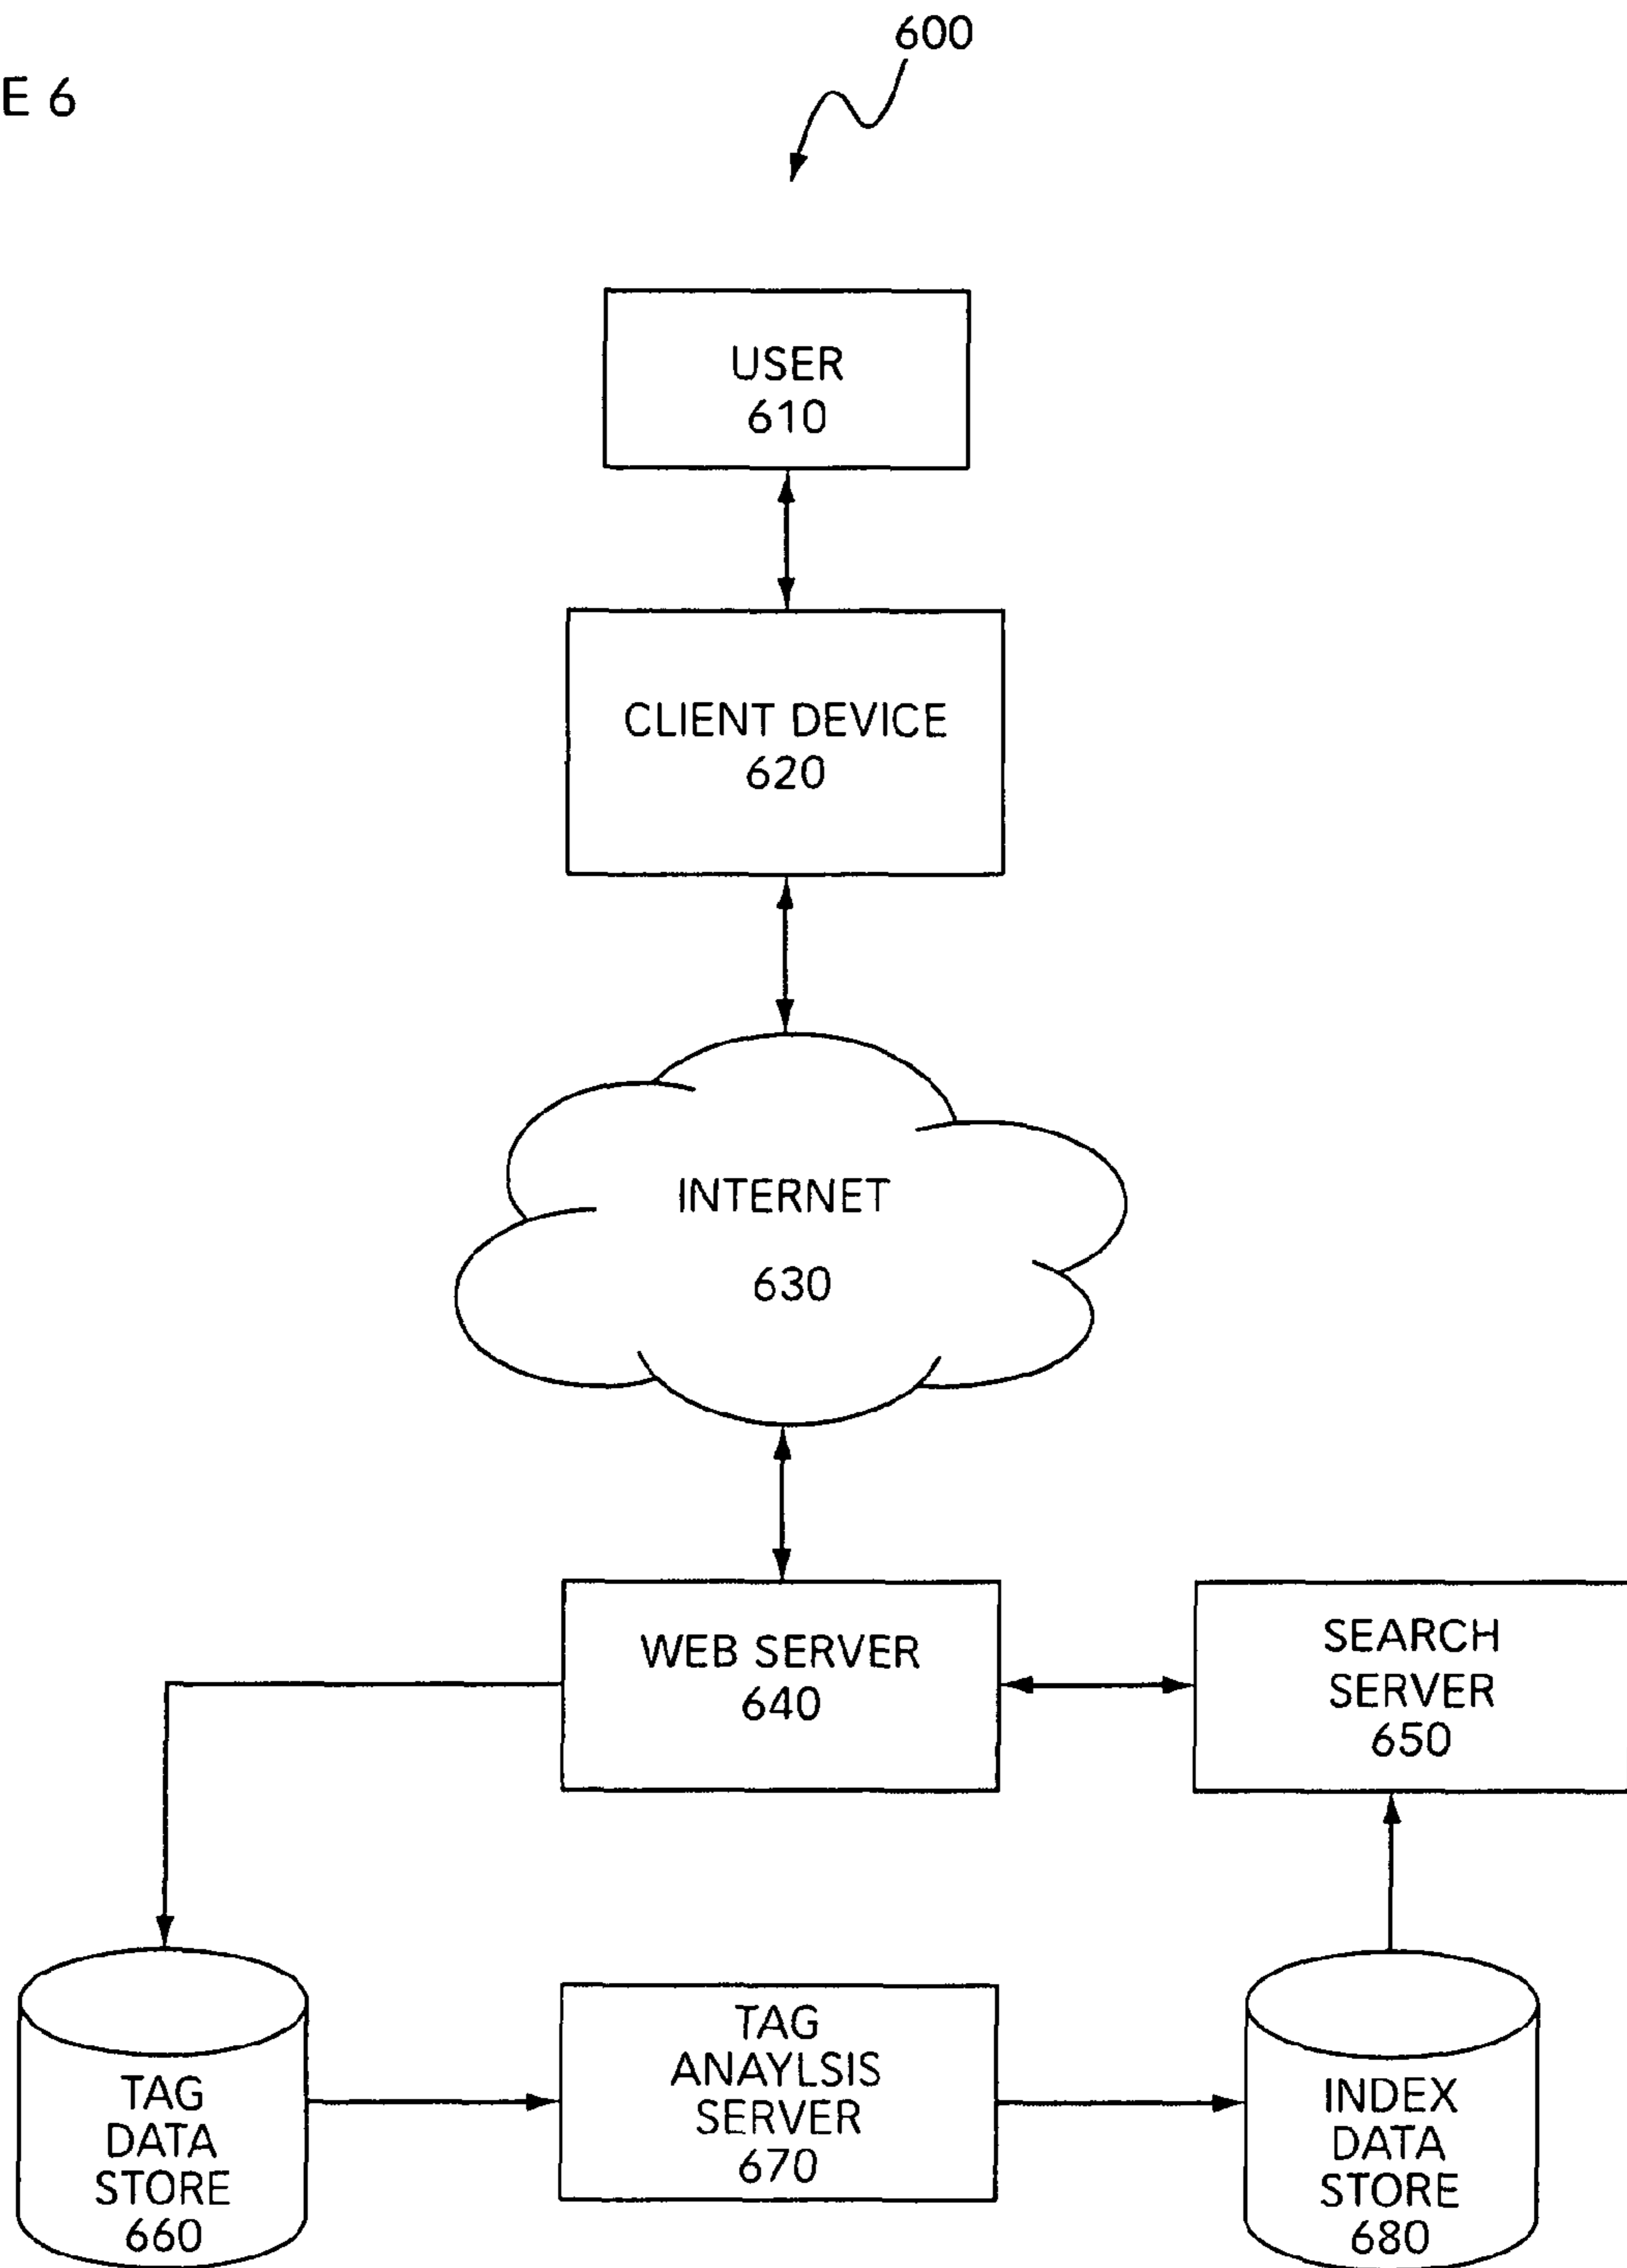 E 6
600
USER
610
CLIENT DEVICE
620
INTERNET
630
WEB SERVER
640
SEARCH
SERVER
650
TAG
DATA
STORE
660
TAG
ANAYLSIS
SERVER
670
INDEX
DATA
STORE
680